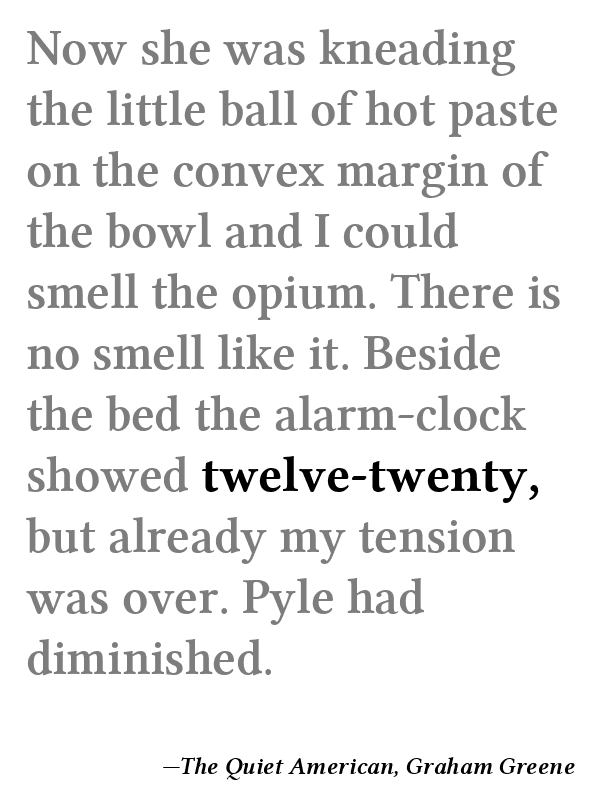 Now she was kneading
the little ball of hot paste
on the convex margin of
the bowl and I could
smell the opium. There is
no smell like it. Beside
the bed the alarm-clock
showed twelve-twenty,
but already my tension
was over. Pyle had
diminished.
—The Quiet American, Graham Greene